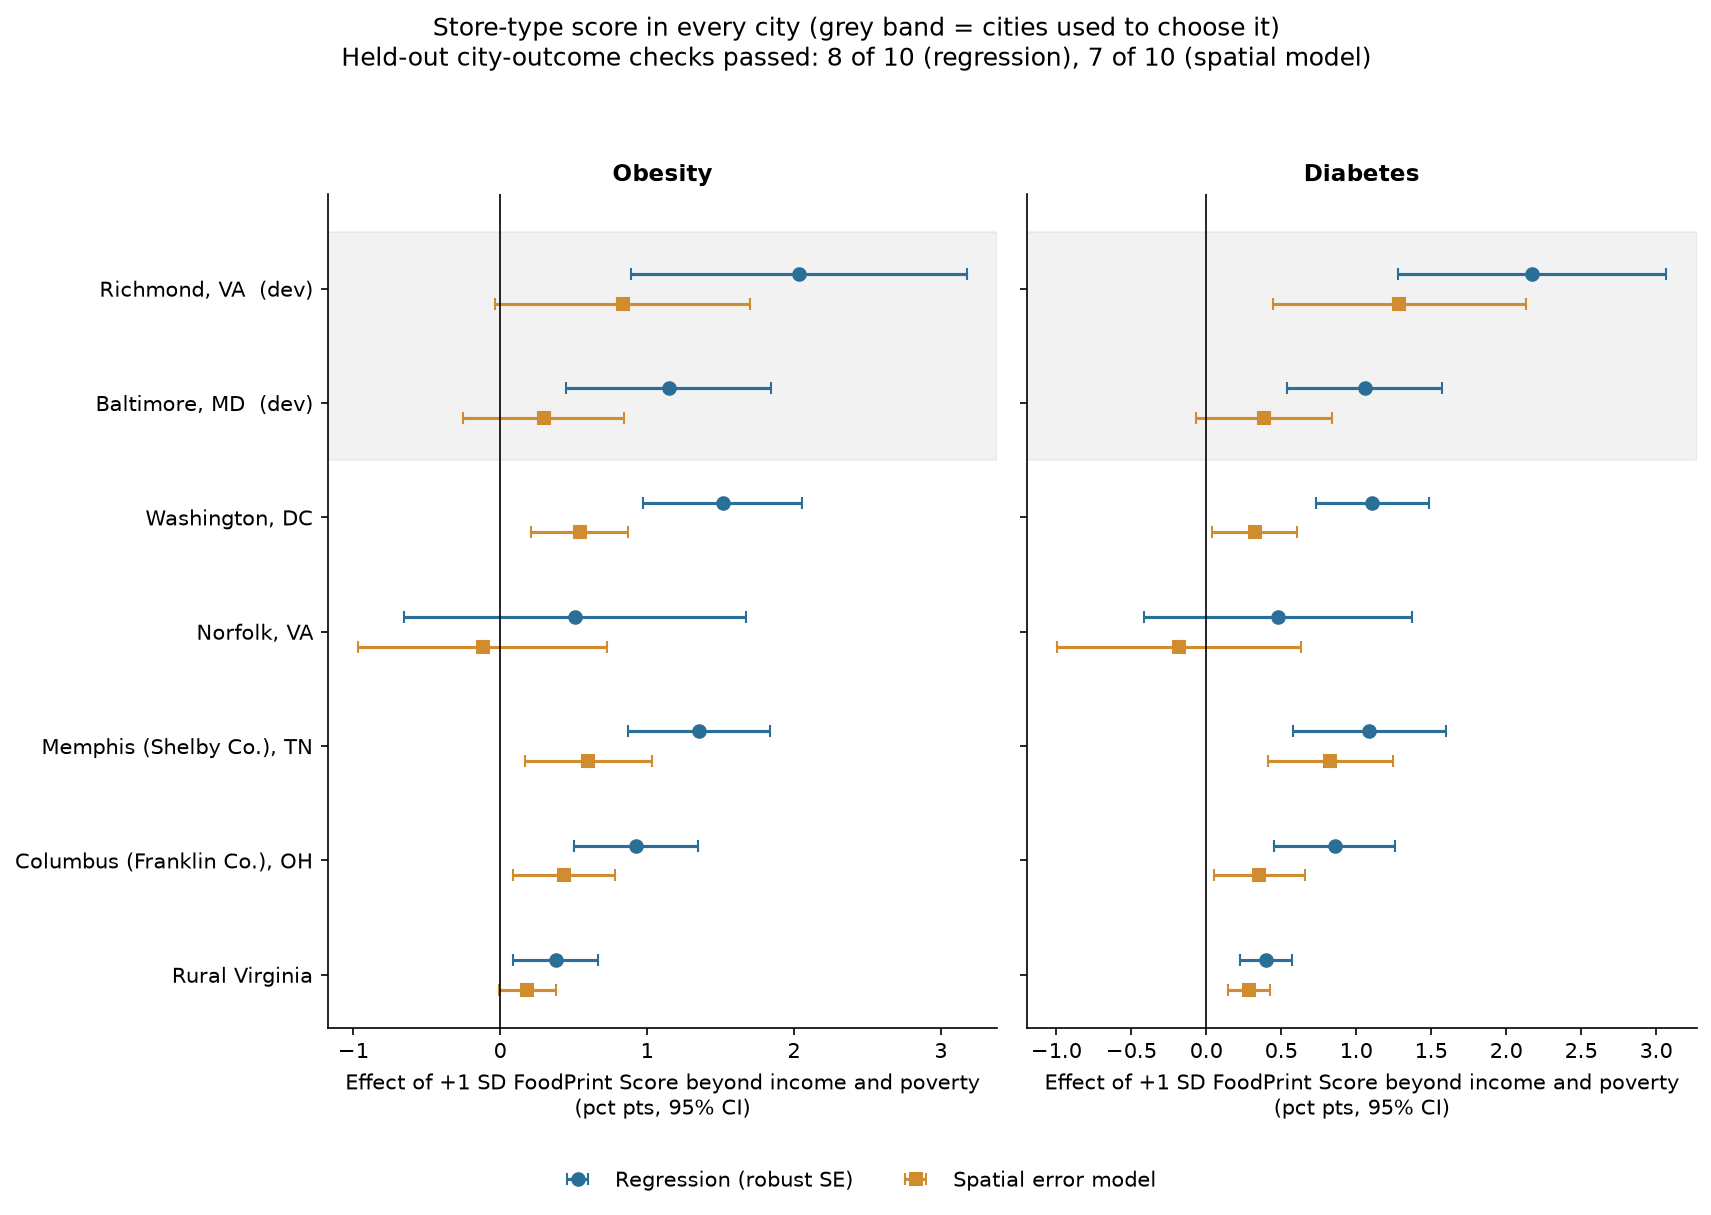 Store-type score in every city (grey band = cities used to choose it)
Held-out city-outcome checks passed: 8 of 10 (regression), 7 of 10 (spatial model)
Obesity
Diabetes
Richmond, VA  (dev)
Baltimore, MD  (dev)
Washington, DC
Norfolk, VA
Memphis (Shelby Co.), TN
Columbus (Franklin Co.), OH
Rural Virginia
−1 0 1 2 3
−1.0 −0.5 0.0 0.5 1.0 1.5 2.0 2.5 3.0
Effect of +1 SD FoodPrint Score beyond income and poverty
(pct pts, 95% CI)
Effect of +1 SD FoodPrint Score beyond income and poverty
(pct pts, 95% CI)
Regression (robust SE)
Spatial error model